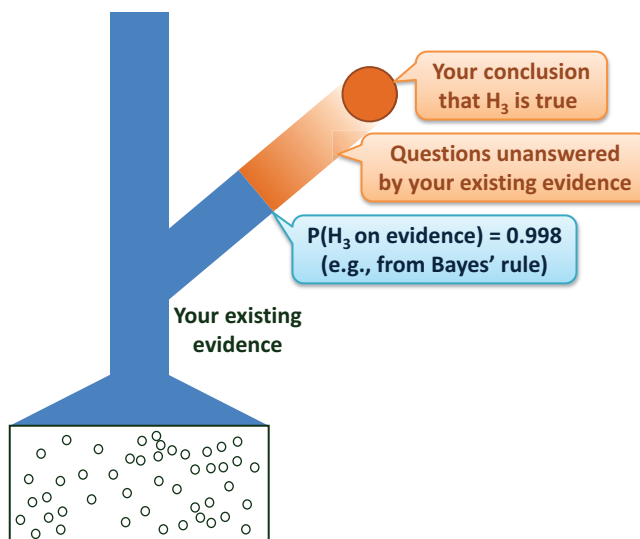 Your conclusion
that H₃ is true
Questions unanswered
by your existing evidence
P(H₃ on evidence) = 0.998
(e.g., from Bayes’ rule)
Your existing
evidence